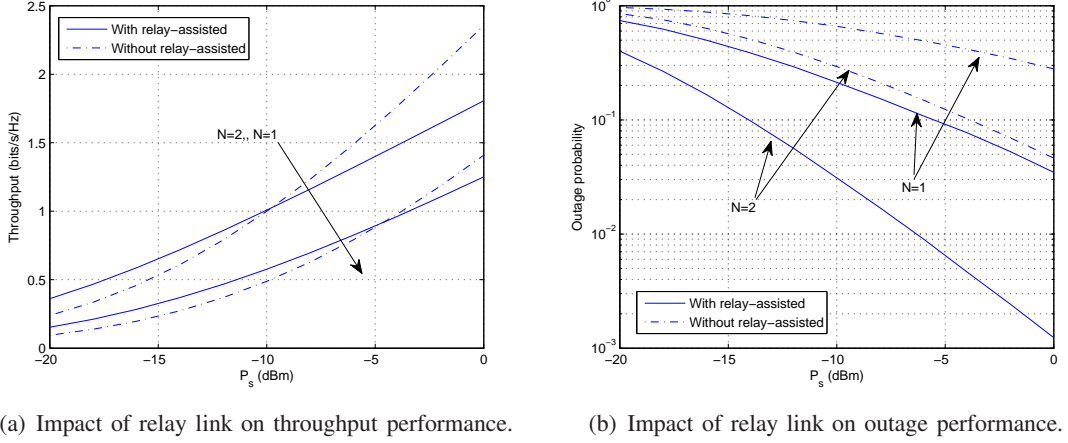 2.5
2
1.5
1
0.5
0
−20
−15
−10
−5
0
Throughput (bits/s/Hz)
P_s (dBm)
With relay−assisted
Without relay−assisted
N=2,, N=1
(a) Impact of relay link on throughput performance.
10^0
10^−1
10^−2
10^−3
−20
−15
−10
−5
0
Outage probability
P_s (dBm)
N=2
N=1
With relay−assisted
Without relay−assisted
(b) Impact of relay link on outage performance.